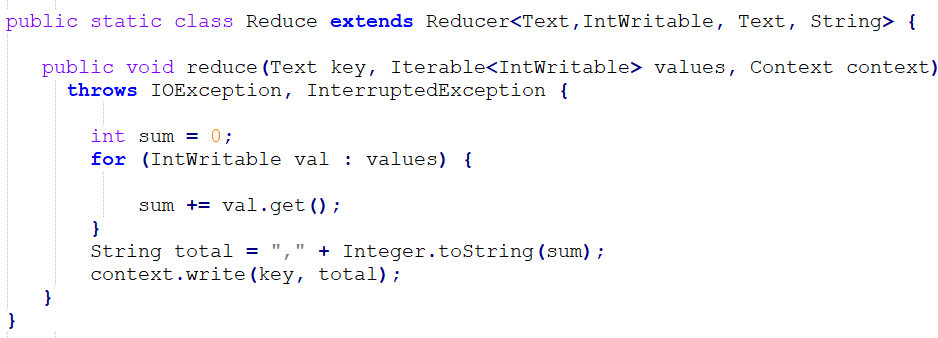 public static class Reduce extends Reducer<Text,IntWritable, Text, String> {
public void reduce(Text key, Iterable<IntWritable> values, Context context)
throws IOException, InterruptedException {
int sum = 0;
for (IntWritable val : values) {
sum += val.get();
}
String total = "," + Integer.toString(sum);
context.write(key, total);
}
}